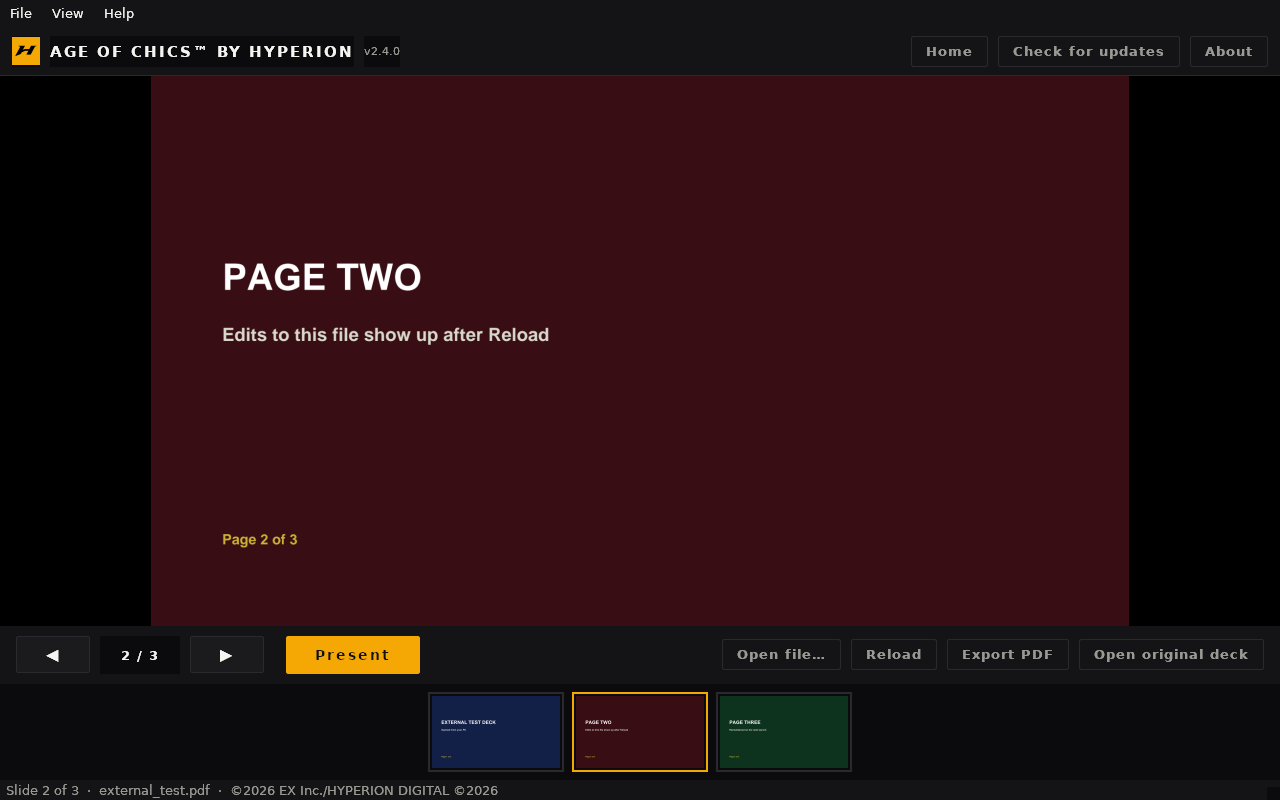 File View Help
AGE OF CHICS™ BY HYPERION v2.4.0 Home Check for updates About
PAGE TWO
Edits to this file show up after Reload
Page 2 of 3
◀ 2 / 3 ▶ Present Open file… Reload Export PDF Open original deck
EXTERNAL TEST DECK PAGE TWO PAGE THREE
Slide 2 of 3 · external_test.pdf · ©2026 EX Inc./HYPERION DIGITAL ©2026